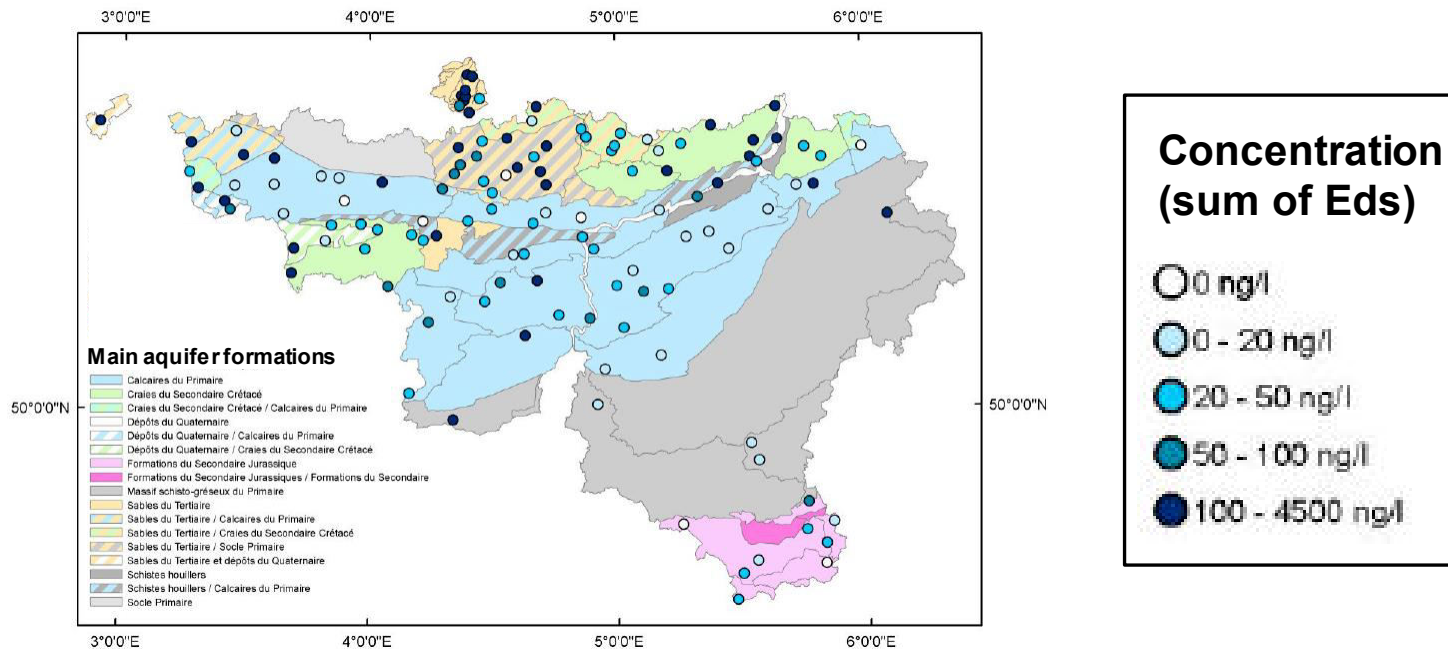 3°0'0"E 4°0'0"E 5°0'0"E 6°0'0"E
50°0'0"N 50°0'0"N
Main aquifer formations
Calcaires du Primaire
Craies du Secondaire Crétacé
Craies du Secondaire Crétacé / Calcaires du Primaire
Dépôts du Quaternaire
Dépôts du Quaternaire / Calcaires du Primaire
Dépôts du Quaternaire / Craies du Secondaire Crétacé
Formations du Secondaire Jurassique
Formations du Secondaire Jurassiques / Formations du Secondaire
Massif schisto-gréseux du Primaire
Sables du Tertiaire
Sables du Tertiaire / Calcaires du Primaire
Sables du Tertiaire / Craies du Secondaire Crétacé
Sables du Tertiaire / Socle Primaire
Sables du Tertiaire et dépôts du Quaternaire
Schistes houillers
Schistes houillers / Calcaires du Primaire
Socle Primaire
3°0'0"E 4°0'0"E 5°0'0"E 6°0'0"E
Concentration
(sum of Eds)
0 ng/l
0 - 20 ng/l
20 - 50 ng/l
50 - 100 ng/l
100 - 4500 ng/l